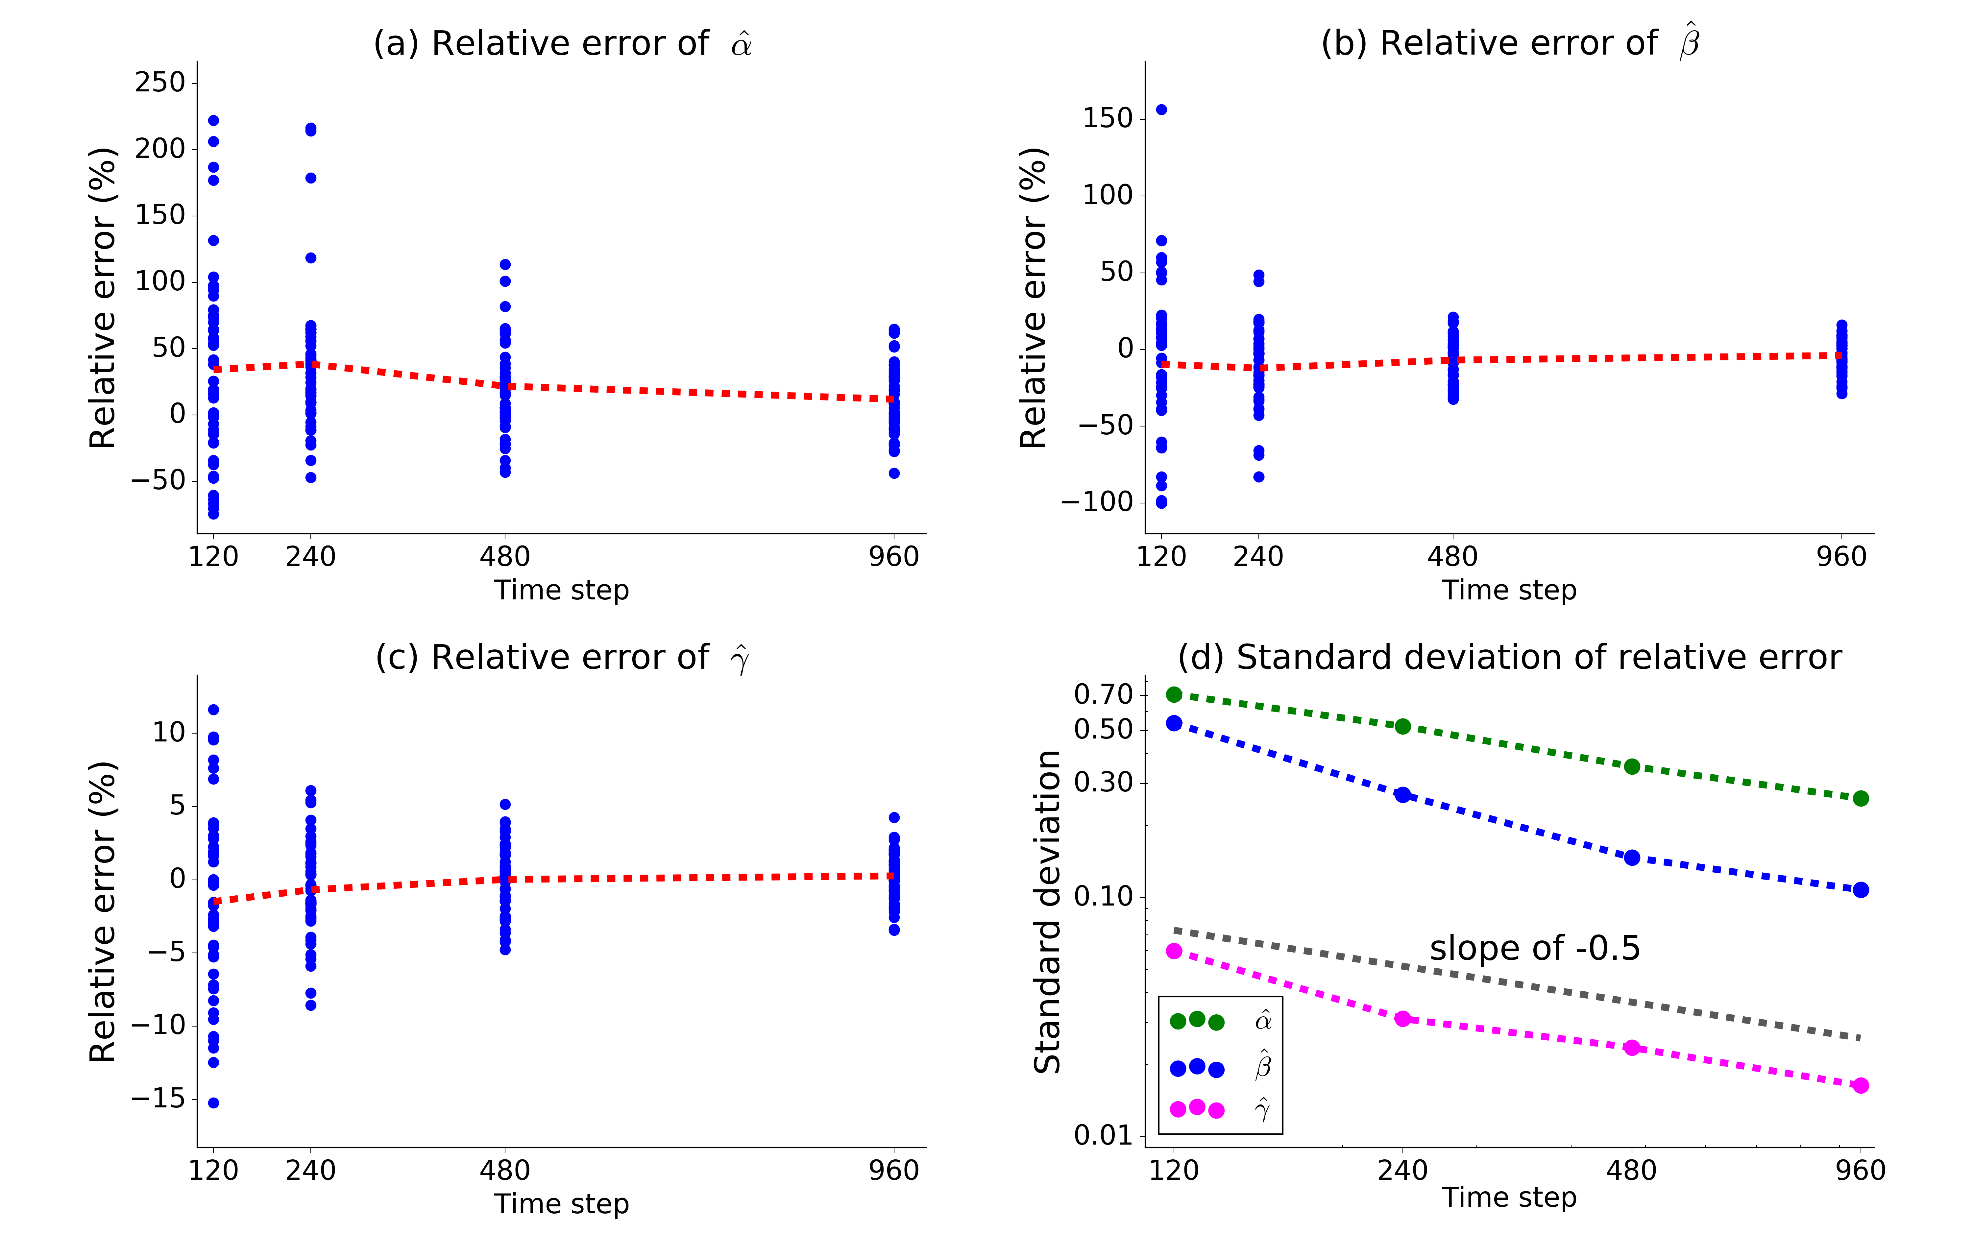 (a) Relative error of α̂
250
200
150
100
50
0
−50
Relative error (%)
120 240 480 960
Time step
(b) Relative error of β̂
150
100
50
0
−50
−100
Relative error (%)
120 240 480 960
Time step
(c) Relative error of γ̂
10
5
0
−5
−10
−15
Relative error (%)
120 240 480 960
Time step
(d) Standard deviation of relative error
0.70
0.50
0.30
0.10
0.01
Standard deviation
slope of -0.5
α̂
β̂
γ̂
120 240 480 960
Time step